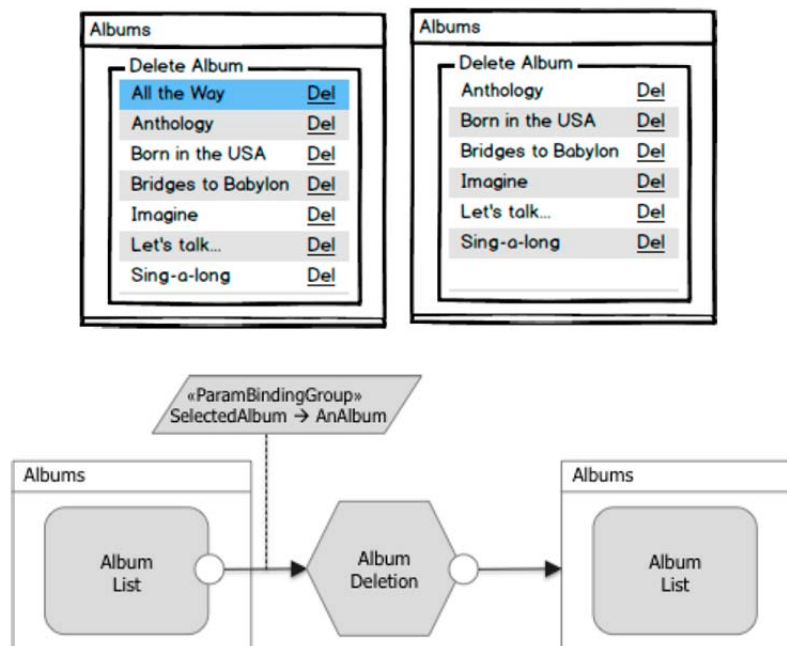 Albums
Delete Album
All the Way Del
Anthology Del
Born in the USA Del
Bridges to Babylon Del
Imagine Del
Let's talk... Del
Sing-a-long Del
Albums
Delete Album
Anthology Del
Born in the USA Del
Bridges to Babylon Del
Imagine Del
Let's talk... Del
Sing-a-long Del
«ParamBindingGroup»
SelectedAlbum → AnAlbum
Albums
Album
List
Album
Deletion
Albums
Album
List